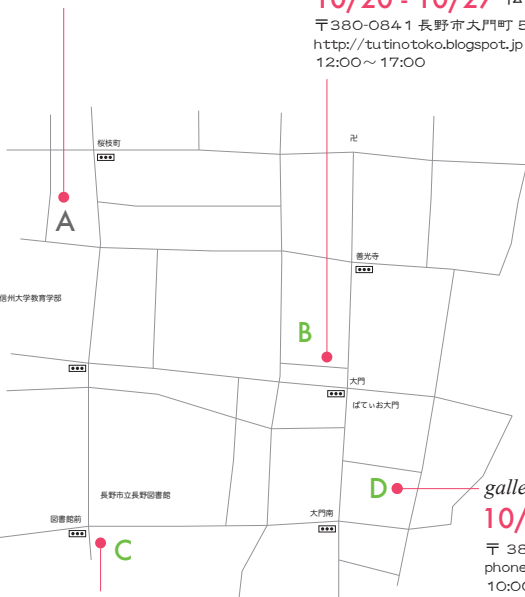 10/20 - 10/27
〒380-0841 長野市大門町 5
http://tutinotoko.blogspot.jp
12:00～17:00
卍
桜枝町
A
善光寺
信州大学教育学部
B
大門
ぱてぃお大門
D
galle
10/
〒 38
phone
10:00
長野市立長野図書館
図書館前
大門南
C